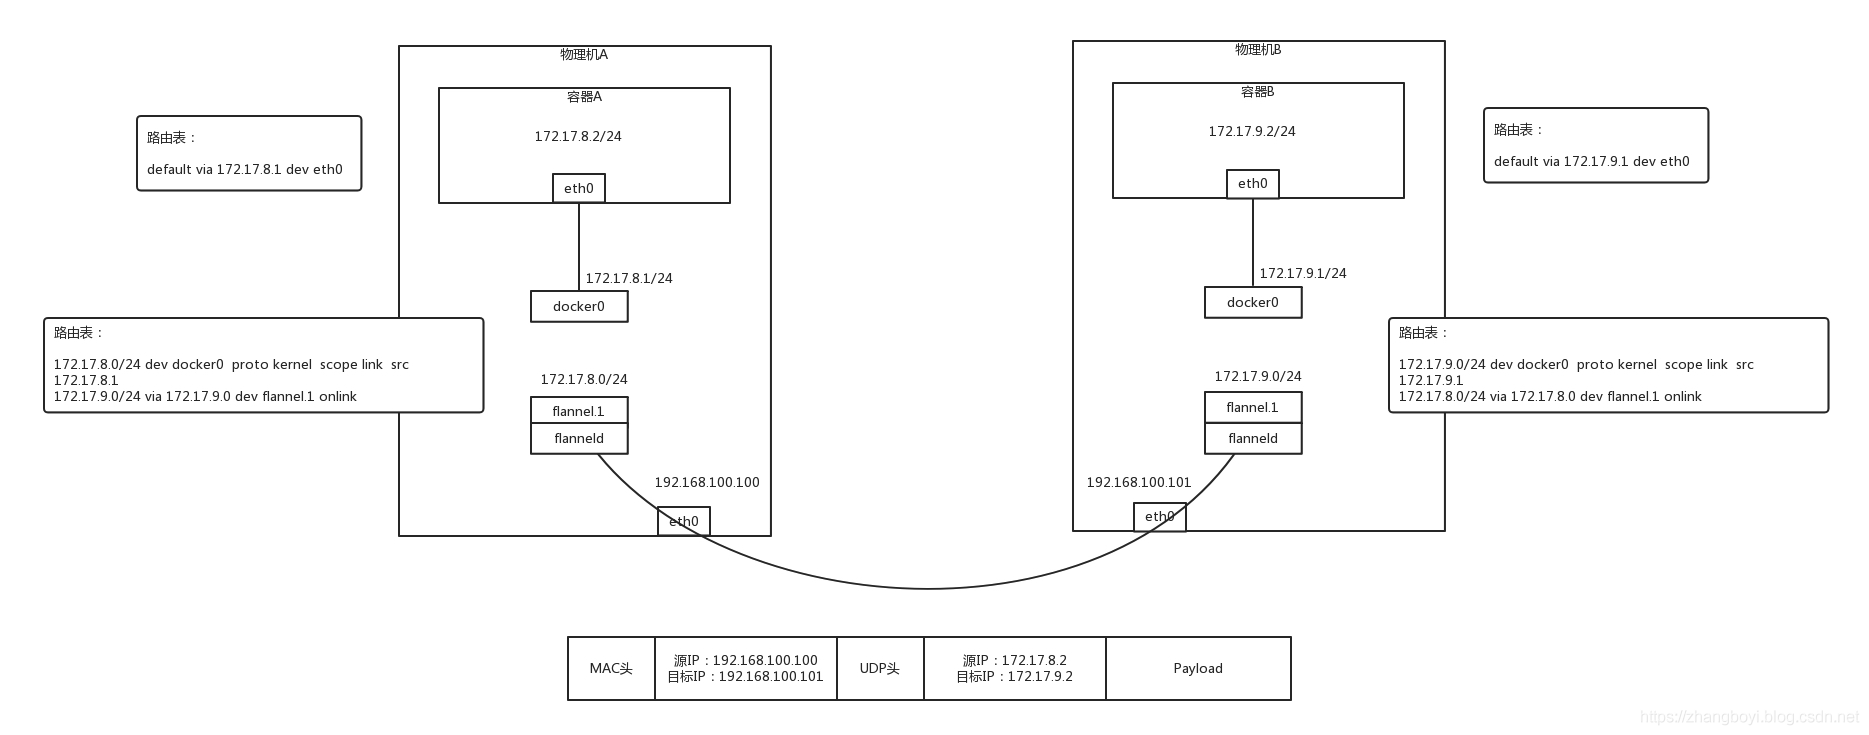 物理机A
容器A
172.17.8.2/24
eth0
172.17.8.1/24
docker0
172.17.8.0/24
flannel.1
flanneld
192.168.100.100
eth0
路由表：
default via 172.17.8.1 dev eth0
路由表：
172.17.8.0/24 dev docker0  proto kernel  scope link  src
172.17.8.1
172.17.9.0/24 via 172.17.9.0 dev flannel.1 onlink
物理机B
容器B
172.17.9.2/24
eth0
172.17.9.1/24
docker0
172.17.9.0/24
flannel.1
flanneld
192.168.100.101
eth0
路由表：
default via 172.17.9.1 dev eth0
路由表：
172.17.9.0/24 dev docker0  proto kernel  scope link  src
172.17.9.1
172.17.8.0/24 via 172.17.8.0 dev flannel.1 onlink
MAC头
源IP：192.168.100.100
目标IP：192.168.100.101
UDP头
源IP：172.17.8.2
目标IP：172.17.9.2
Payload
https://zhangboyi.blog.csdn.net